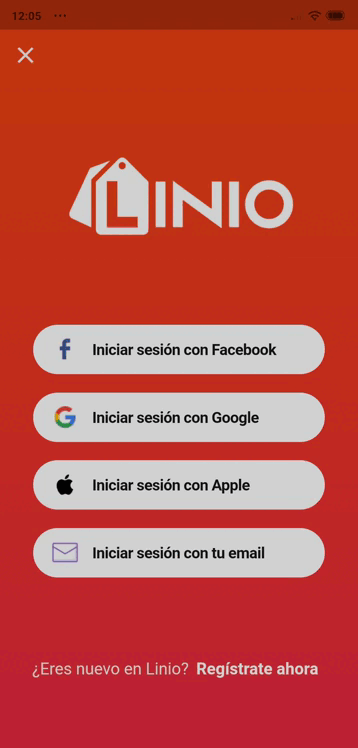 12:05 ...
LINIO
Iniciar sesión con Facebook
Iniciar sesión con Google
Iniciar sesión con Apple
Iniciar sesión con tu email
¿Eres nuevo en Linio? Regístrate ahora